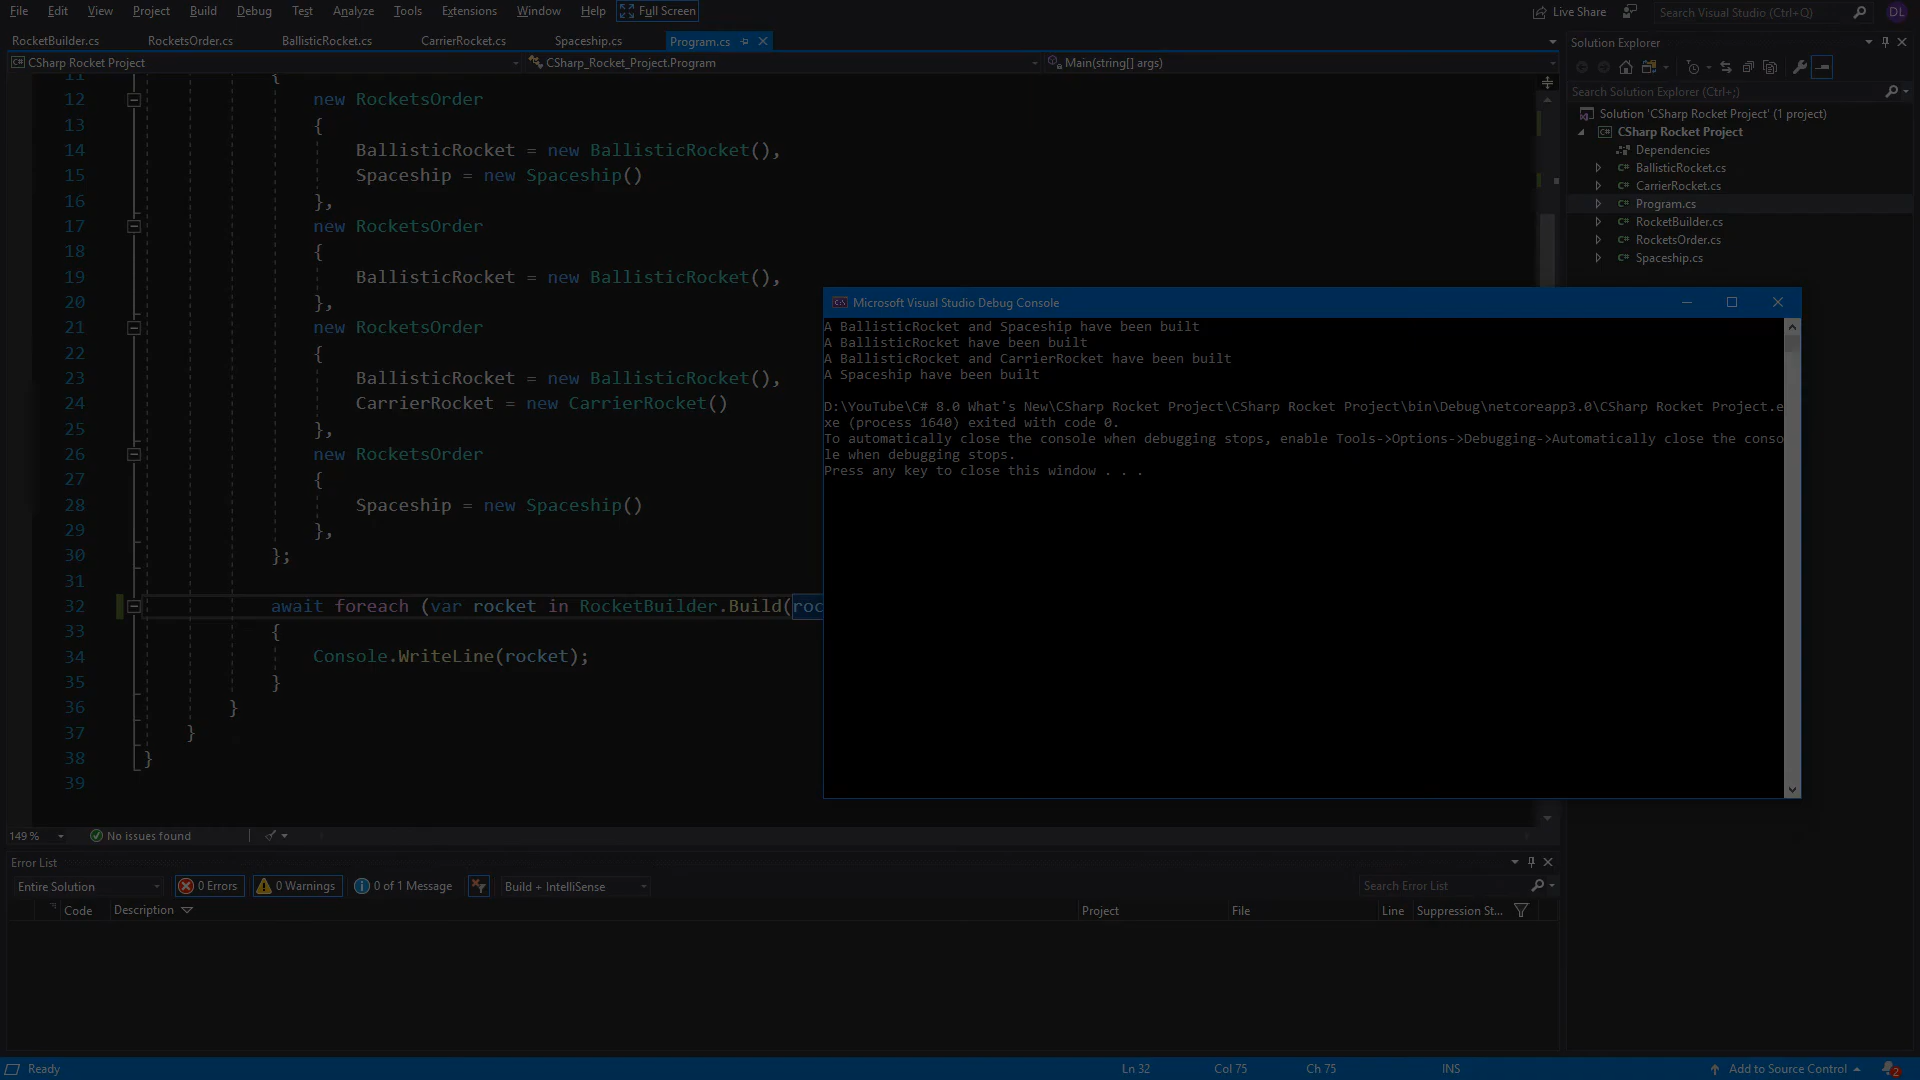 File Edit View Project Build Debug Test Analyze Tools Extensions Window Help Full Screen Live Share Search Visual Studio (Ctrl+Q) DL
RocketBuilder.cs RocketsOrder.cs BallisticRocket.cs CarrierRocket.cs Spaceship.cs Program.cs
CSharp Rocket Project CSharp_Rocket_Project.Program Main(string[] args)
11 {
12 new RocketsOrder
13 {
14 BallisticRocket = new BallisticRocket(),
15 Spaceship = new Spaceship()
16 },
17 new RocketsOrder
18 {
19 BallisticRocket = new BallisticRocket(),
20 },
21 new RocketsOrder
22 {
23 BallisticRocket = new BallisticRocket(),
24 CarrierRocket = new CarrierRocket()
25 },
26 new RocketsOrder
27 {
28 Spaceship = new Spaceship()
29 },
30 };
31
32 await foreach (var rocket in RocketBuilder.Build(roc
33 {
34 Console.WriteLine(rocket);
35 }
36 }
37 }
38 }
39
Microsoft Visual Studio Debug Console
A BallisticRocket and Spaceship have been built
A BallisticRocket have been built
A BallisticRocket and CarrierRocket have been built
A Spaceship have been built
D:\YouTube\C# 8.0 What's New\CSharp Rocket Project\CSharp Rocket Project\bin\Debug\netcoreapp3.0\CSharp Rocket Project.e
xe (process 1640) exited with code 0.
To automatically close the console when debugging stops, enable Tools->Options->Debugging->Automatically close the conso
le when debugging stops.
Press any key to close this window . . .
Solution Explorer
Search Solution Explorer (Ctrl+;)
Solution 'CSharp Rocket Project' (1 project)
C# CSharp Rocket Project
Dependencies
C# BallisticRocket.cs
C# CarrierRocket.cs
C# Program.cs
C# RocketBuilder.cs
C# RocketsOrder.cs
C# Spaceship.cs
149 % No issues found
Error List
Entire Solution 0 Errors 0 Warnings 0 of 1 Message Build + IntelliSense Search Error List
Code Description Project File Line Suppression St...
Ready Ln 32 Col 75 Ch 75 INS Add to Source Control 2